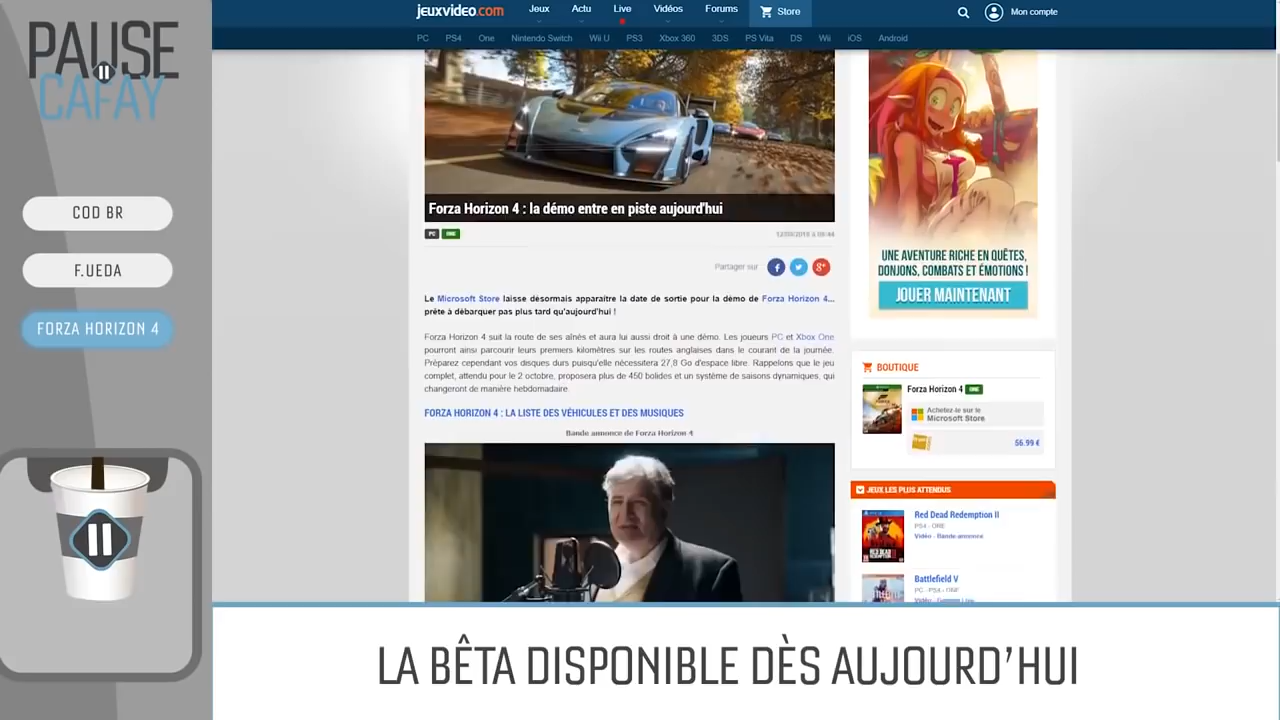 PAUSE
CAFAY
COD BR
F.UEDA
FORZA HORIZON 4
jeuxvideo.com
Jeux
Actu
Live
Vidéos
Forums
Store
Mon compte
PC
PS4
One
Nintendo Switch
Wii U
PS3
Xbox 360
3DS
PS Vita
DS
Wii
iOS
Android
Forza Horizon 4 : la démo entre en piste aujourd'hui
PC ONE
Partager sur :
Le Microsoft Store laisse désormais apparaitre la date de sortie pour la démo de Forza Horizon 4...
prête à débarquer pas plus tard qu'aujourd'hui !
Forza Horizon 4 suit la route de ses aînés et aura lui aussi droit à une démo. Les joueurs PC et Xbox One
pourront ainsi parcourir leurs premiers kilomètres sur les routes anglaises dans le courant de la journée.
Préparez cependant vos disques durs puisqu'elle nécessitera 27,8 Go d'espace libre. Rappelons que le jeu
complet, attendu pour le 2 octobre, proposera plus de 450 bolides et un système de saisons dynamiques, qui
changeront de manière hebdomadaire.
FORZA HORIZON 4 : LA LISTE DES VÉHICULES ET DES MUSIQUES
Bande annonce de Forza Horizon 4
UNE AVENTURE RICHE EN QUÊTES,
DONJONS, COMBATS ET ÉMOTIONS !
JOUER MAINTENANT
BOUTIQUE
Forza Horizon 4 ONE
Achetez-le sur le
Microsoft Store
56.99 €
JEUX LES PLUS ATTENDUS
Red Dead Redemption II
PS4 - ONE
Vidéo - Bande-annonce
Battlefield V
PC - PS4 - ONE
LA BÊTA DISPONIBLE DÈS AUJOURD'HUI